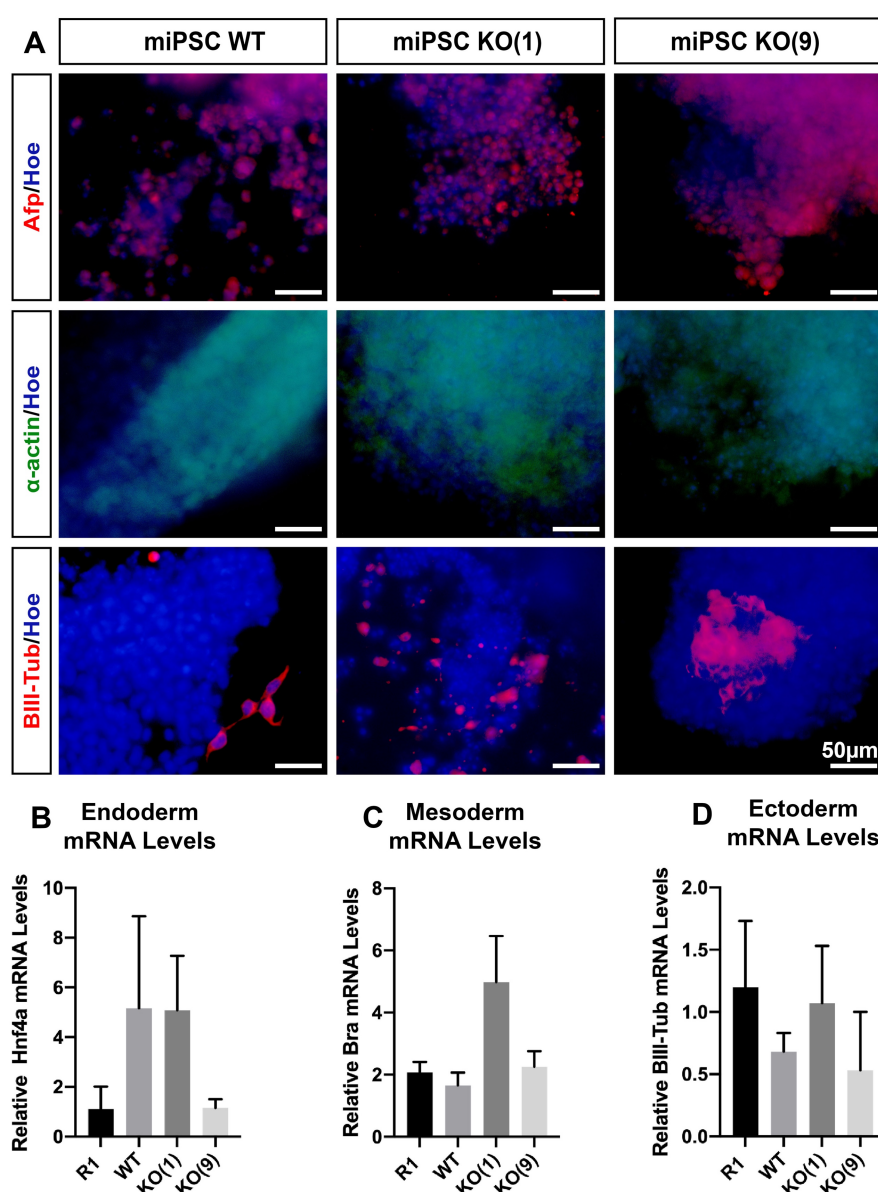 A
miPSC WT
miPSC KO(1)
miPSC KO(9)
Afp/Hoe
α-actin/Hoe
BIII-Tub/Hoe
50µm
B
Endoderm
mRNA Levels
Relative Hnf4a mRNA Levels
10
8
6
4
2
0
R1
WT
KO(1)
KO(9)
C
Mesoderm
mRNA Levels
Relative Bra mRNA Levels
8
6
4
2
0
R1
WT
KO(1)
KO(9)
D
Ectoderm
mRNA Levels
Relative BIII-Tub mRNA Levels
2.0
1.5
1.0
0.5
0.0
R1
WT
KO(1)
KO(9)